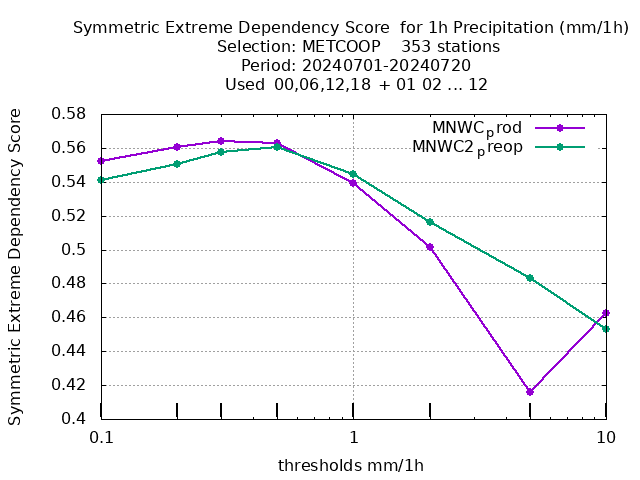 Symmetric Extreme Dependency Score  for 1h Precipitation (mm/1h)
Selection: METCOOP    353 stations
Period: 20240701-20240720
Used  00,06,12,18 + 01 02 ... 12
Symmetric Extreme Dependency Score
0.58
0.56
0.54
0.52
0.5
0.48
0.46
0.44
0.42
0.4
MNWCprod
MNWC2preop
0.1 1 10
thresholds mm/1h